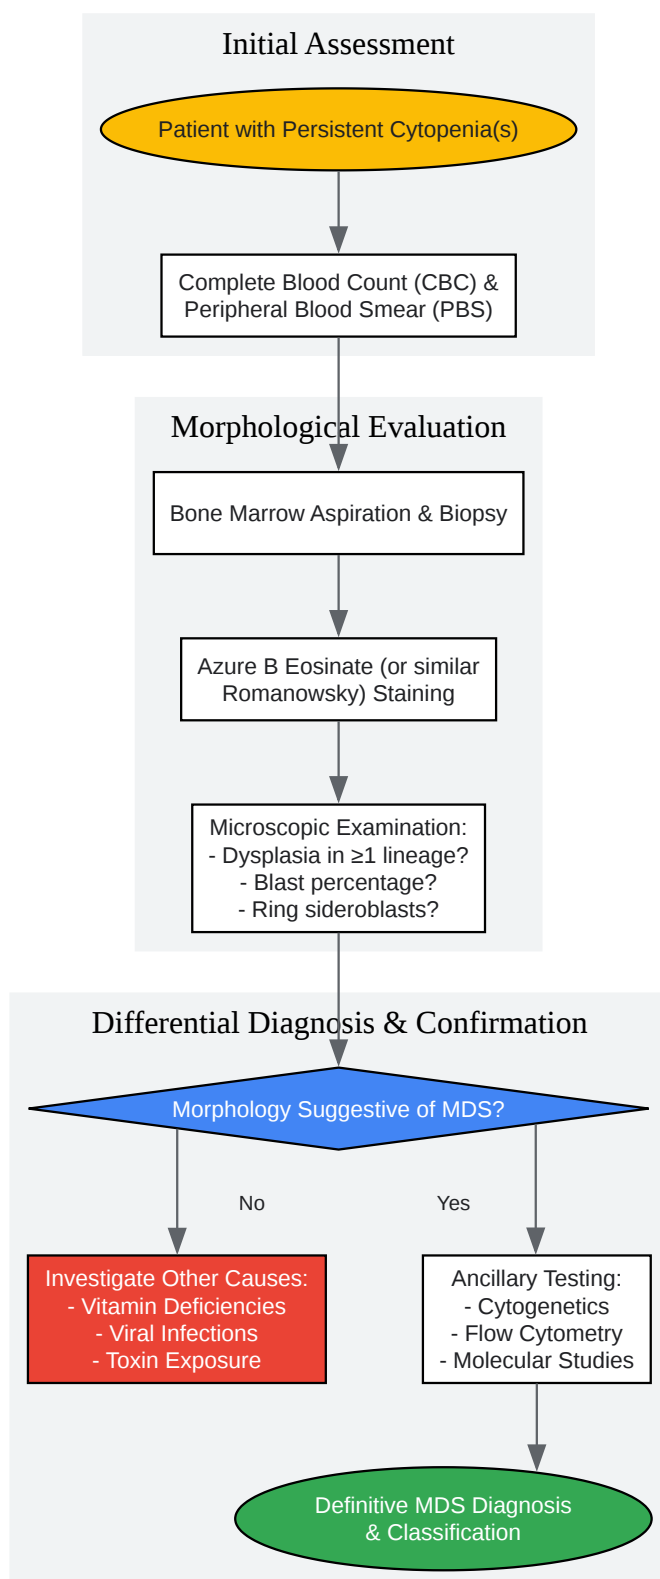 Initial Assessment
Patient with Persistent Cytopenia(s)
Complete Blood Count (CBC) &
Peripheral Blood Smear (PBS)
Morphological Evaluation
Bone Marrow Aspiration & Biopsy
Azure B Eosinate (or similar
Romanowsky) Staining
Microscopic Examination:
- Dysplasia in ≥1 lineage?
- Blast percentage?
- Ring sideroblasts?
Differential Diagnosis & Confirmation
Morphology Suggestive of MDS?
No
Yes
Investigate Other Causes:
- Vitamin Deficiencies
- Viral Infections
- Toxin Exposure
Ancillary Testing:
- Cytogenetics
- Flow Cytometry
- Molecular Studies
Definitive MDS Diagnosis
& Classification